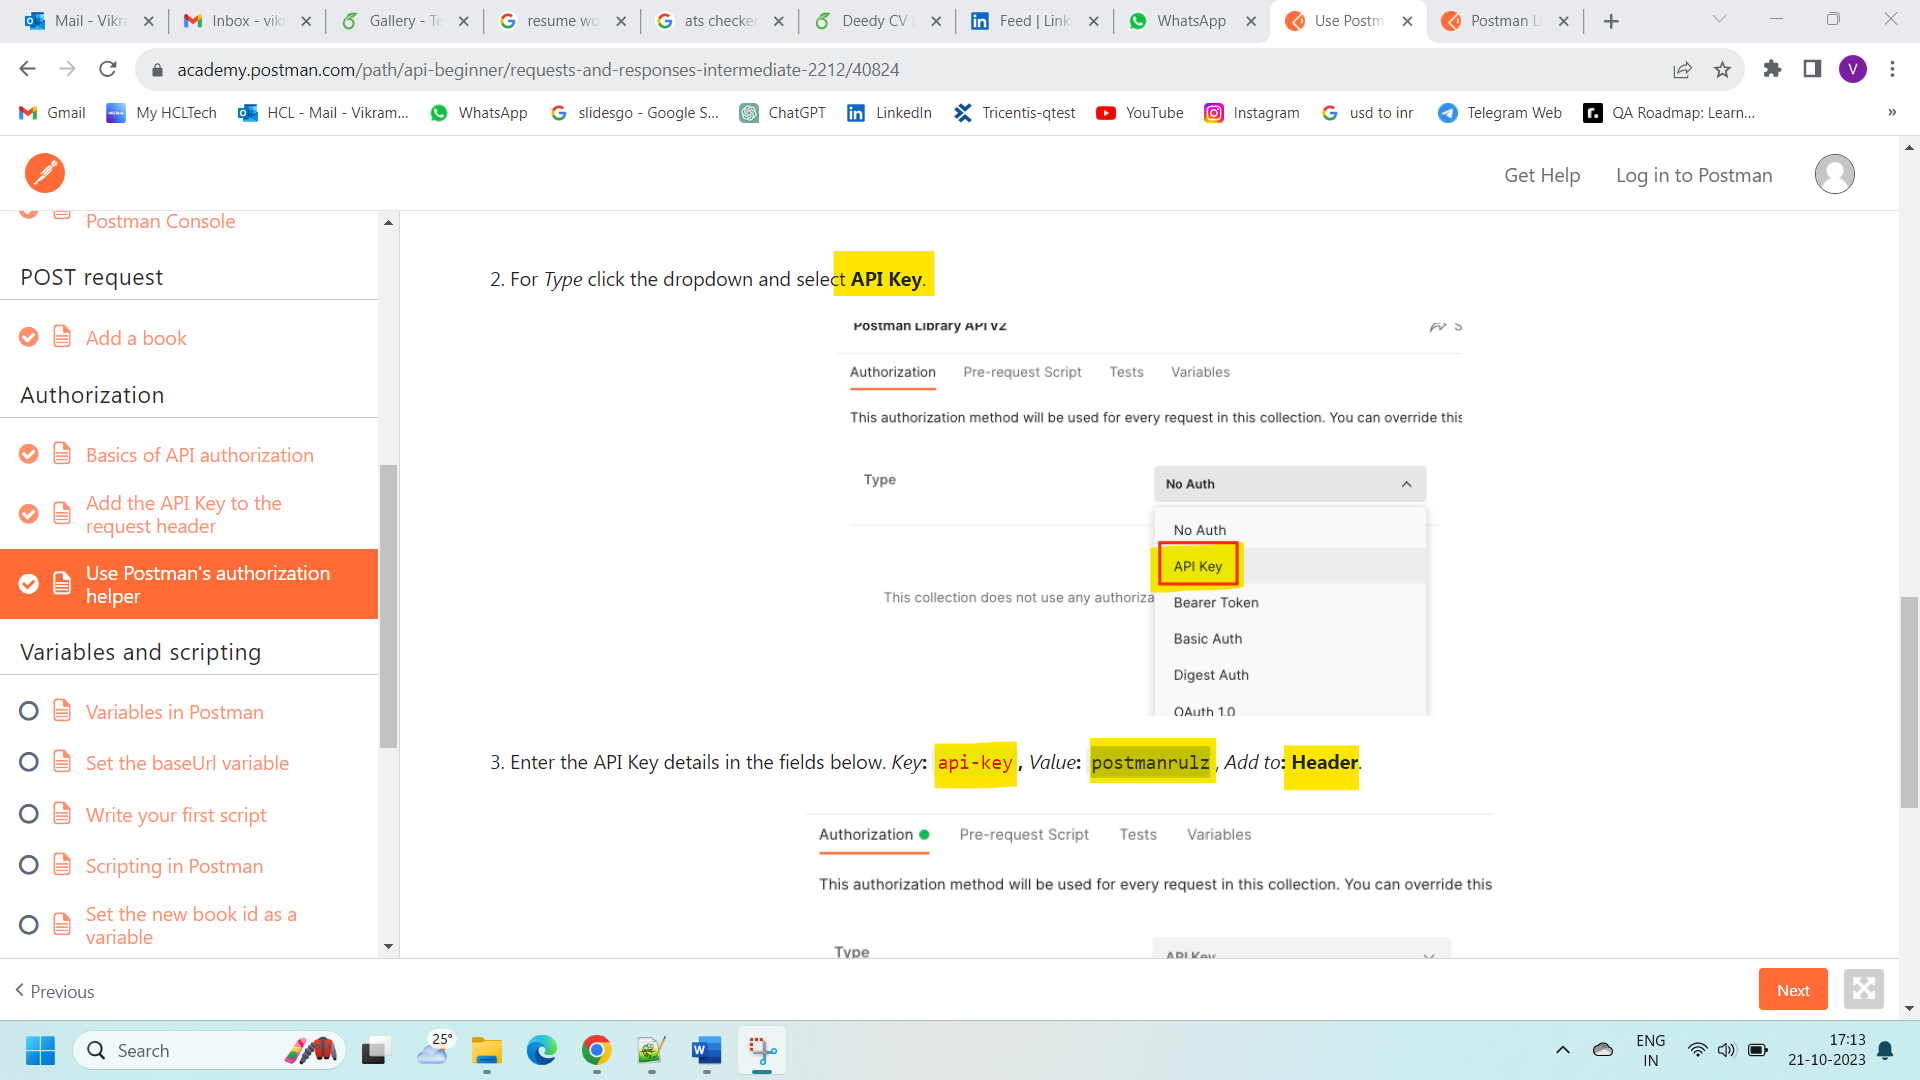 Mail - Vikra
Inbox - vik
Gallery - Te
resume wo
ats checke
Deedy CV
Feed | Link
WhatsApp
Use Postm
Postman Li
academy.postman.com/path/api-beginner/requests-and-responses-intermediate-2212/40824
V
Gmail
My HCLTech
HCL - Mail - Vikram...
WhatsApp
slidesgo - Google S...
ChatGPT
LinkedIn
Tricentis-qtest
YouTube
Instagram
usd to inr
Telegram Web
QA Roadmap: Learn...
»
Get Help
Log in to Postman
Postman Console
POST request
Add a book
Authorization
Basics of API authorization
Add the API Key to the
request header
Use Postman's authorization
helper
Variables and scripting
Variables in Postman
Set the baseUrl variable
Write your first script
Scripting in Postman
Set the new book id as a
variable
2. For Type click the dropdown and select API Key.
Postman Library API v2
S
Authorization Pre-request Script Tests Variables
This authorization method will be used for every request in this collection. You can override this
Type
No Auth
No Auth
API Key
This collection does not use any authoriza
Bearer Token
Basic Auth
Digest Auth
OAuth 1.0
3. Enter the API Key details in the fields below. Key: api-key, Value: postmanrulz, Add to: Header.
Authorization Pre-request Script Tests Variables
This authorization method will be used for every request in this collection. You can override this
Type
API Key
Previous
Next
Search
25°
ENG
IN
17:13
21-10-2023